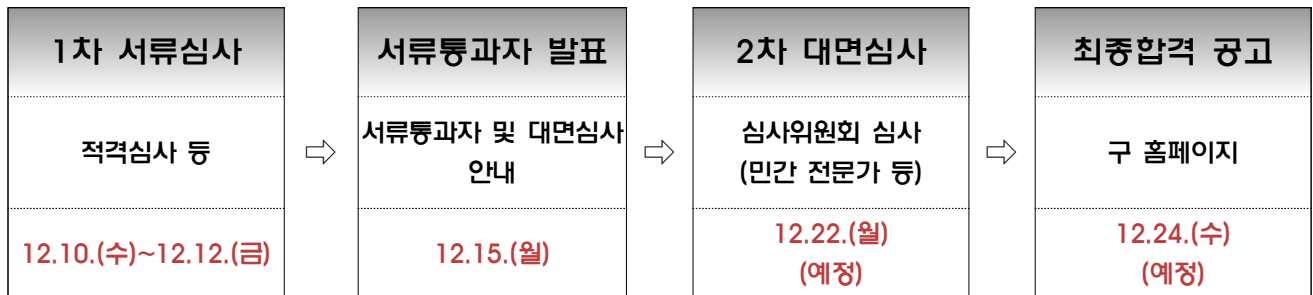 1차 서류심사
적격심사 등
12.10.(수)~12.12.(금)
⇨
서류통과자 발표
서류통과자 및 대면심사
안내
12.15.(월)
⇨
2차 대면심사
심사위원회 심사
(민간 전문가 등)
12.22.(월)
(예정)
⇨
최종합격 공고
구 홈페이지
12.24.(수)
(예정)